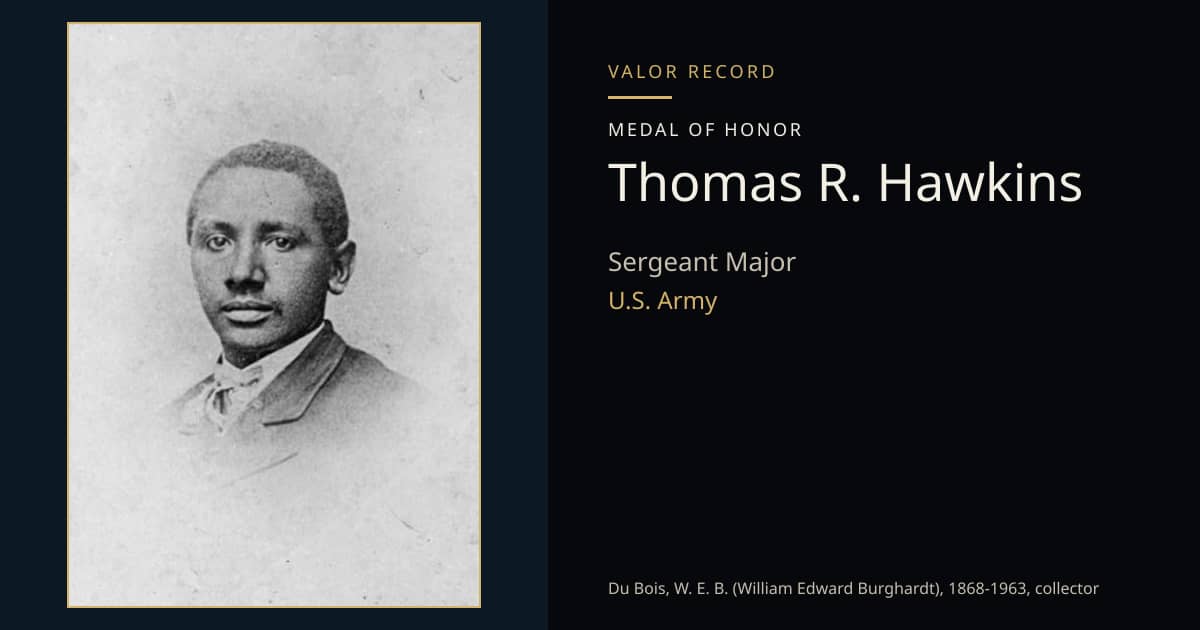 VALOR RECORD
MEDAL OF HONOR
Thomas R. Hawkins
Sergeant Major
U.S. Army
Du Bois, W. E. B. (William Edward Burghardt), 1868-1963, collector